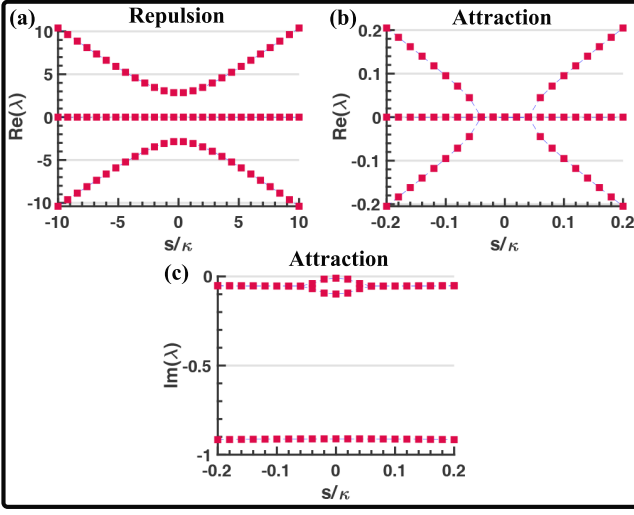 (a) Repulsion
Re(λ)
10
5
0
-5
-10
-10 -5 0 5 10
s/κ
(b) Attraction
Re(λ)
0.2
0.1
0
-0.1
-0.2
-0.2 -0.1 0 0.1 0.2
s/κ
(c) Attraction
Im(λ)
0
-0.5
-1
-0.2 -0.1 0 0.1 0.2
s/κ